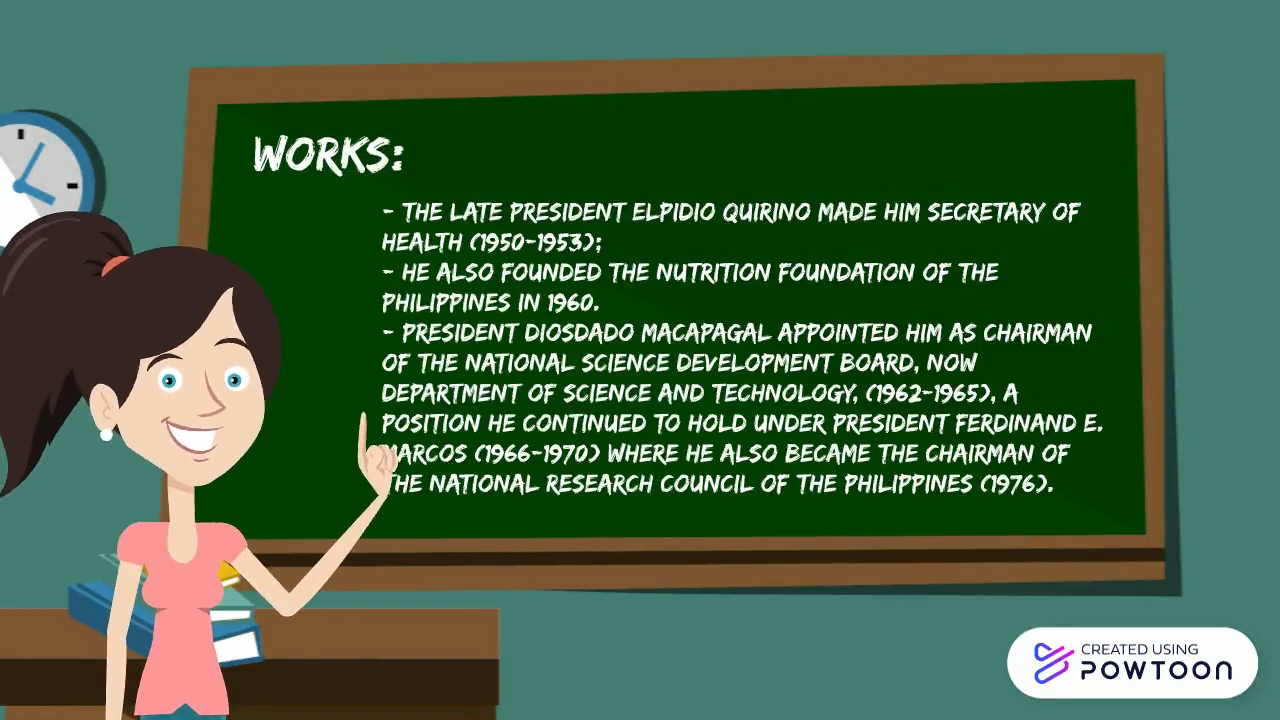 WORKS:
- THE LATE PRESIDENT ELPIDIO QUIRINO MADE HIM SECRETARY OF
HEALTH (1950-1953);
- HE ALSO FOUNDED THE NUTRITION FOUNDATION OF THE
PHILIPPINES IN 1960.
- PRESIDENT DIOSDADO MACAPAGAL APPOINTED HIM AS CHAIRMAN
OF THE NATIONAL SCIENCE DEVELOPMENT BOARD, NOW
DEPARTMENT OF SCIENCE AND TECHNOLOGY, (1962-1965), A
POSITION HE CONTINUED TO HOLD UNDER PRESIDENT FERDINAND E.
MARCOS (1966-1970) WHERE HE ALSO BECAME THE CHAIRMAN OF
THE NATIONAL RESEARCH COUNCIL OF THE PHILIPPINES (1976).
CREATED USING
POWTOON